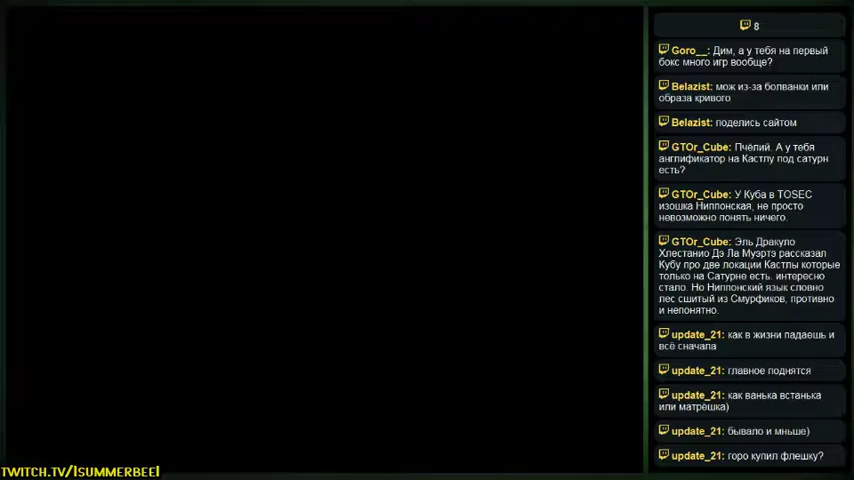 8
Goro__: Дим, а у тебя на первый
бокс много игр вообще?
Belazist: мож из-за болванки или
образа кривого
Belazist: поделись сайтом
GTOr_Cube: Пчёлий. А у тебя
англификатор на Кастлу под сатурн
есть?
GTOr_Cube: У Куба в TOSEC
изошка Ниппонская, не просто
невозможно понять ничего.
GTOr_Cube: Эль Дракуло
Хлестанио Дэ Ла Муэртэ рассказал
Кубу про две локации Кастлы которые
только на Сатурне есть. интересно
стало. Но Ниппонский язык словно
лес сшитый из Смурфиков, противно
и непонятно.
update_21: как в жизни падаешь и
всё сначала
update_21: главное поднятся
update_21: как ванька встанька
или матрёшка)
update_21: бывало и мньше)
update_21: горо купил флешку?
TWITCH.TV/1SUMMERBEE1